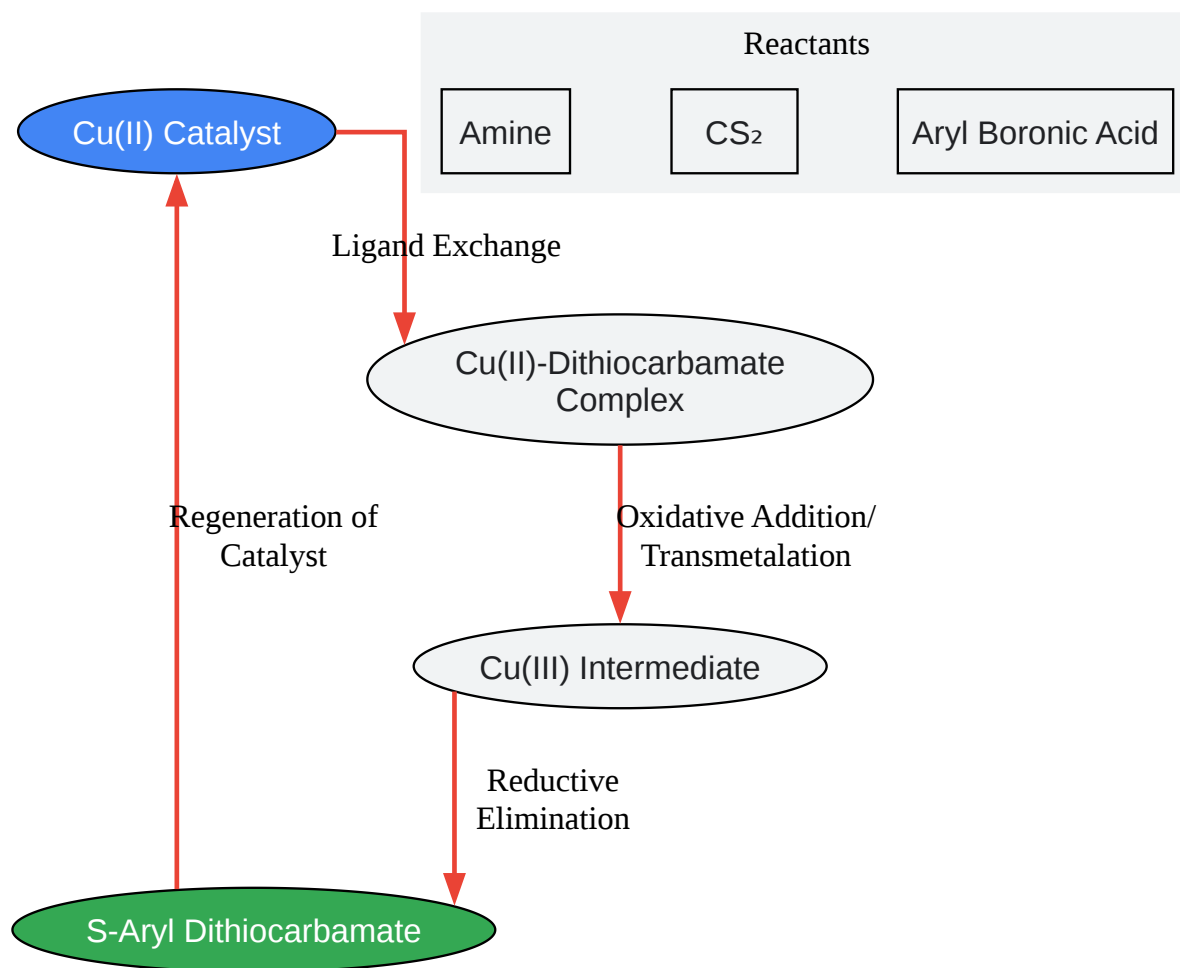 Reactants
Cu(II) Catalyst
Amine
CS₂
Aryl Boronic Acid
Ligand Exchange
Cu(II)-Dithiocarbamate
Complex
Regeneration of
Catalyst
Oxidative Addition/
Transmetalation
Cu(III) Intermediate
Reductive
Elimination
S-Aryl Dithiocarbamate